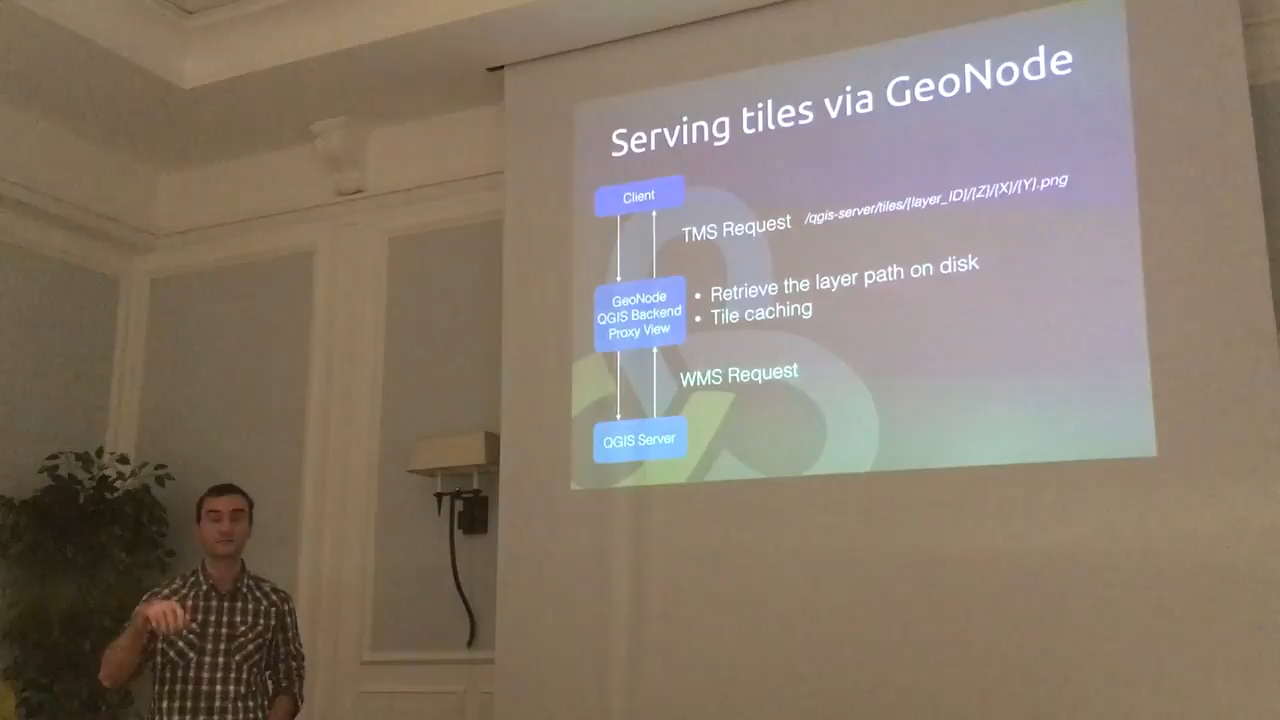 Serving tiles via GeoNode
Client
TMS Request /qgis-server/tiles/{layer_ID}/{Z}/{X}/{Y}.png
GeoNode
QGIS Backend
Proxy View
• Retrieve the layer path on disk
• Tile caching
WMS Request
QGIS Server